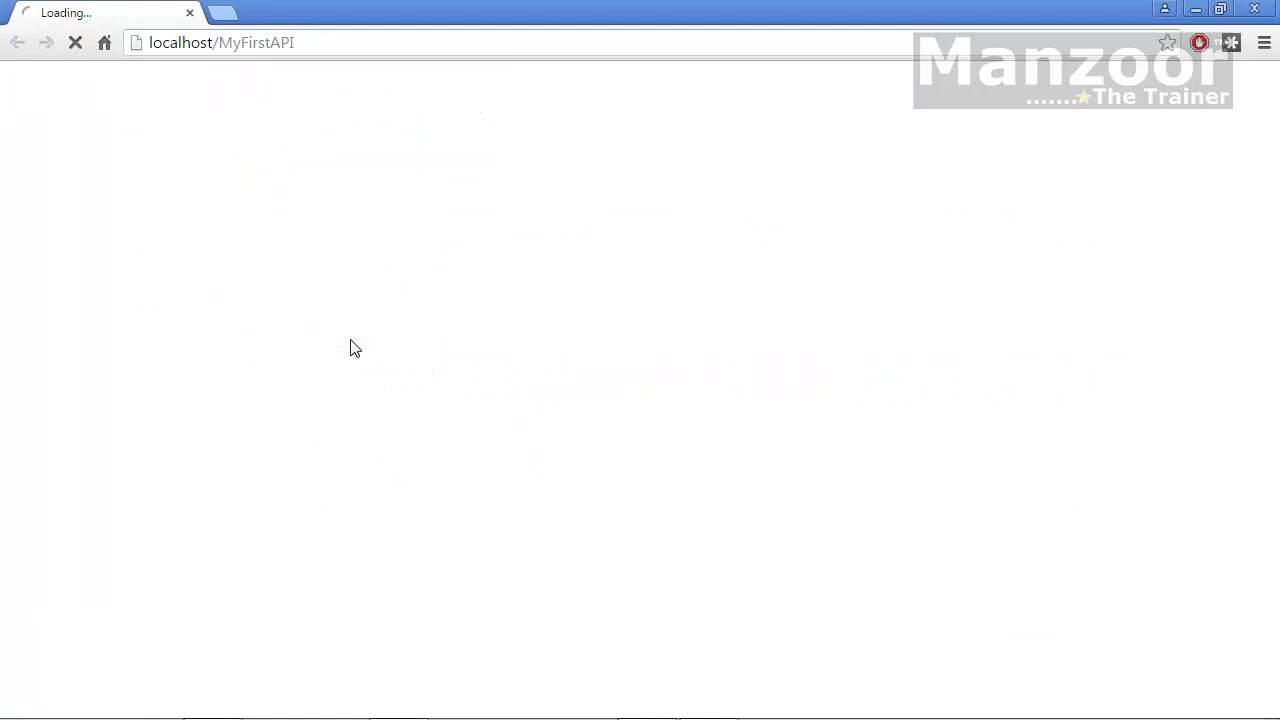 Loading...
localhost/MyFirstAPI
Manzoor
.......★The Trainer